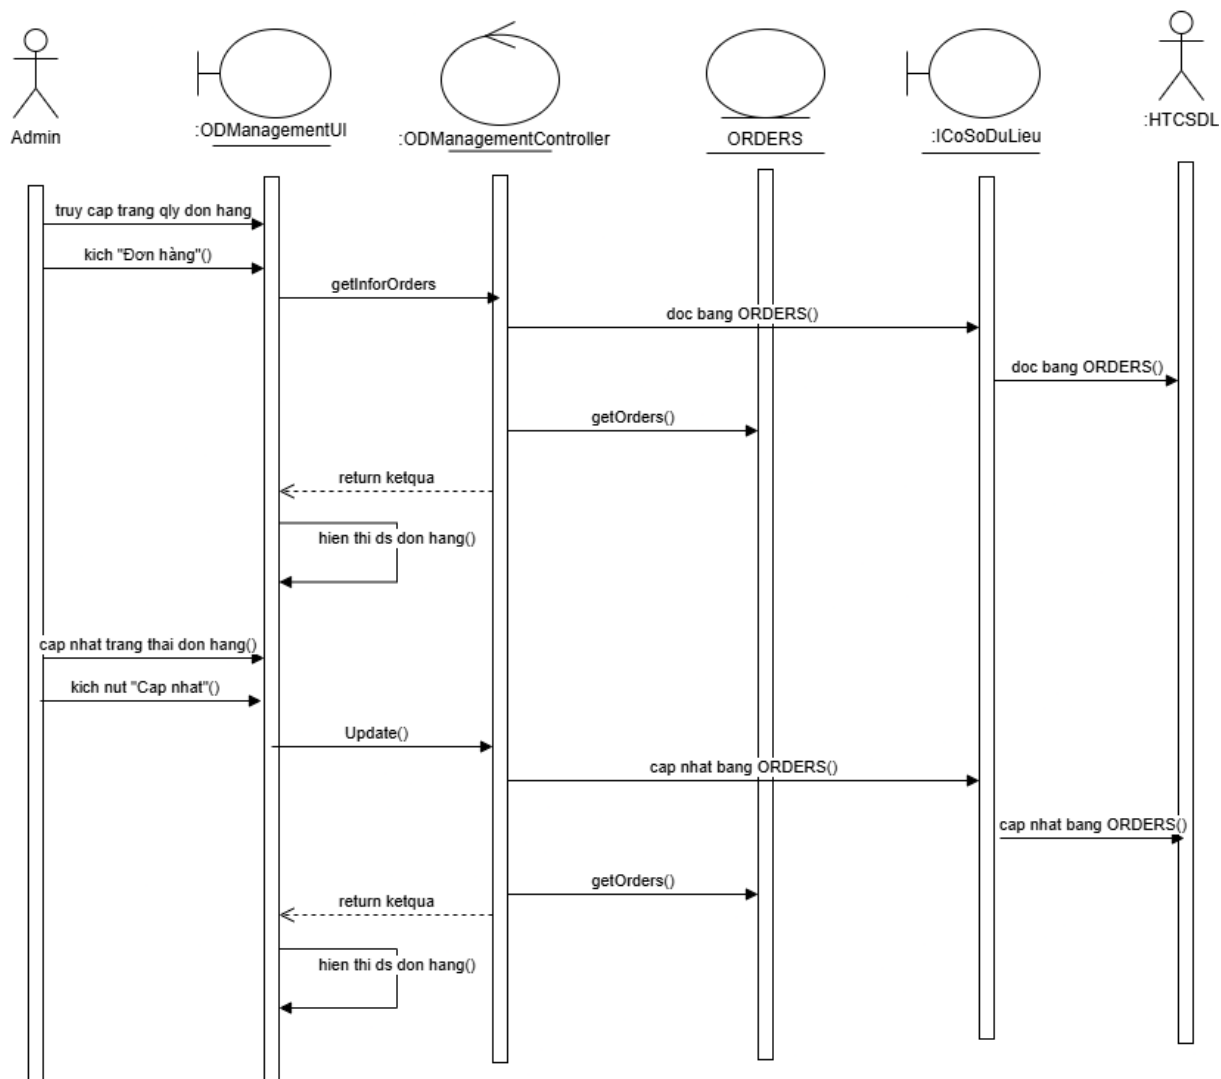 Admin
:ODManagementUI
:ODManagementController
ORDERS
:ICoSoDuLieu
:HTCSDL
truy cap trang qly don hang
kich "Đơn hàng"()
getInforOrders
doc bang ORDERS()
doc bang ORDERS()
getOrders()
return ketqua
hien thi ds don hang()
cap nhat trang thai don hang()
kich nut "Cap nhat"()
Update()
cap nhat bang ORDERS()
cap nhat bang ORDERS()
getOrders()
return ketqua
hien thi ds don hang()